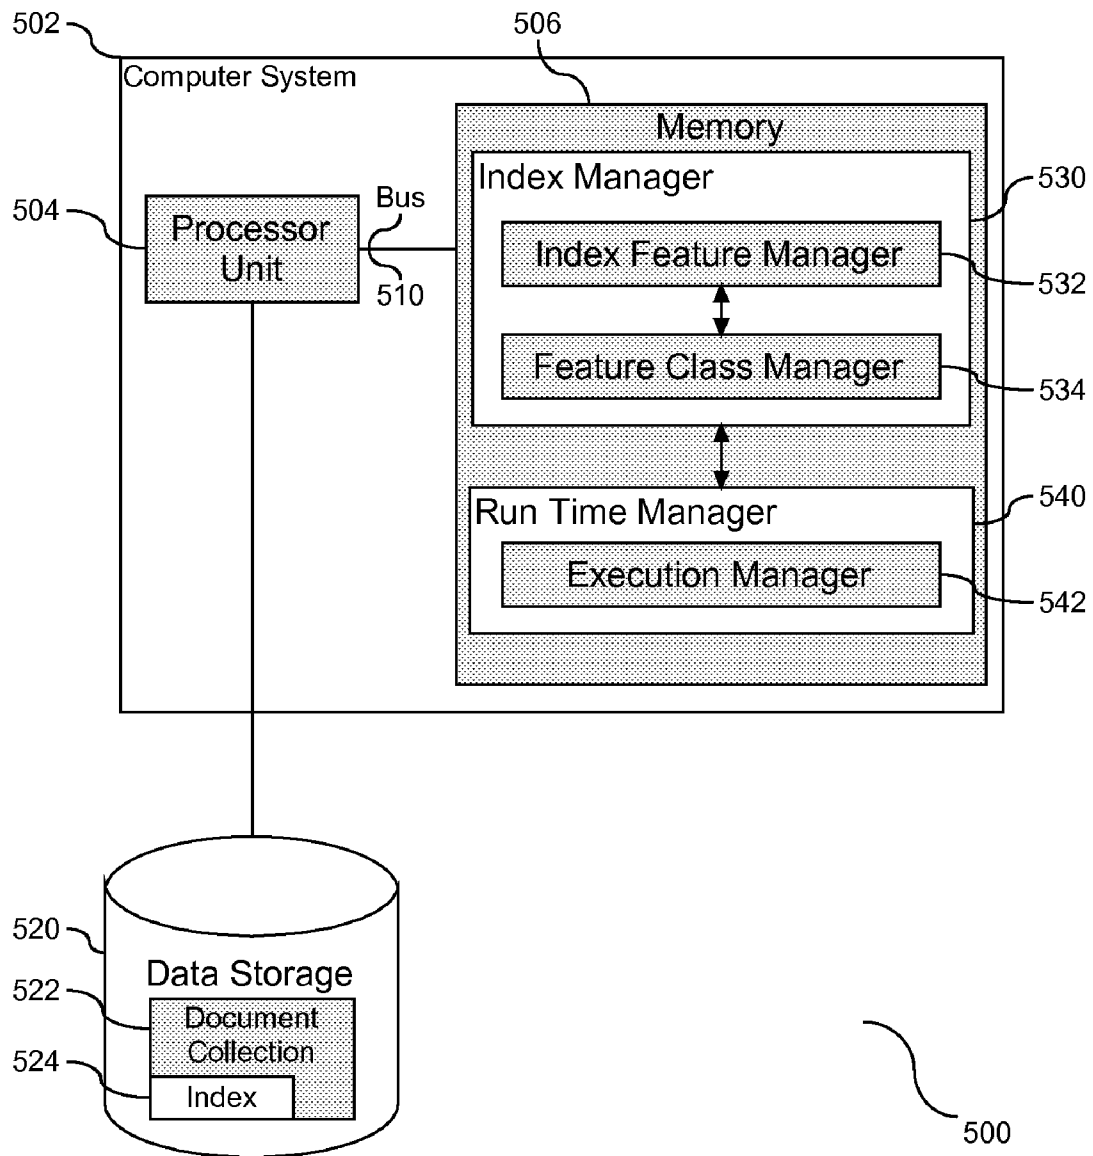 502
506
Computer System
Memory
Index Manager
530
504
Processor
Unit
Bus
510
Index Feature Manager
532
Feature Class Manager
534
Run Time Manager
540
Execution Manager
542
520
Data Storage
522
Document
Collection
524
Index
500